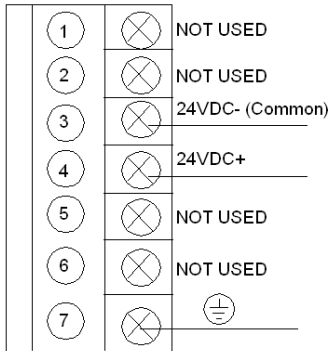 1 NOT USED
2 NOT USED
3 24VDC- (Common)
4 24VDC+
5 NOT USED
6 NOT USED
7